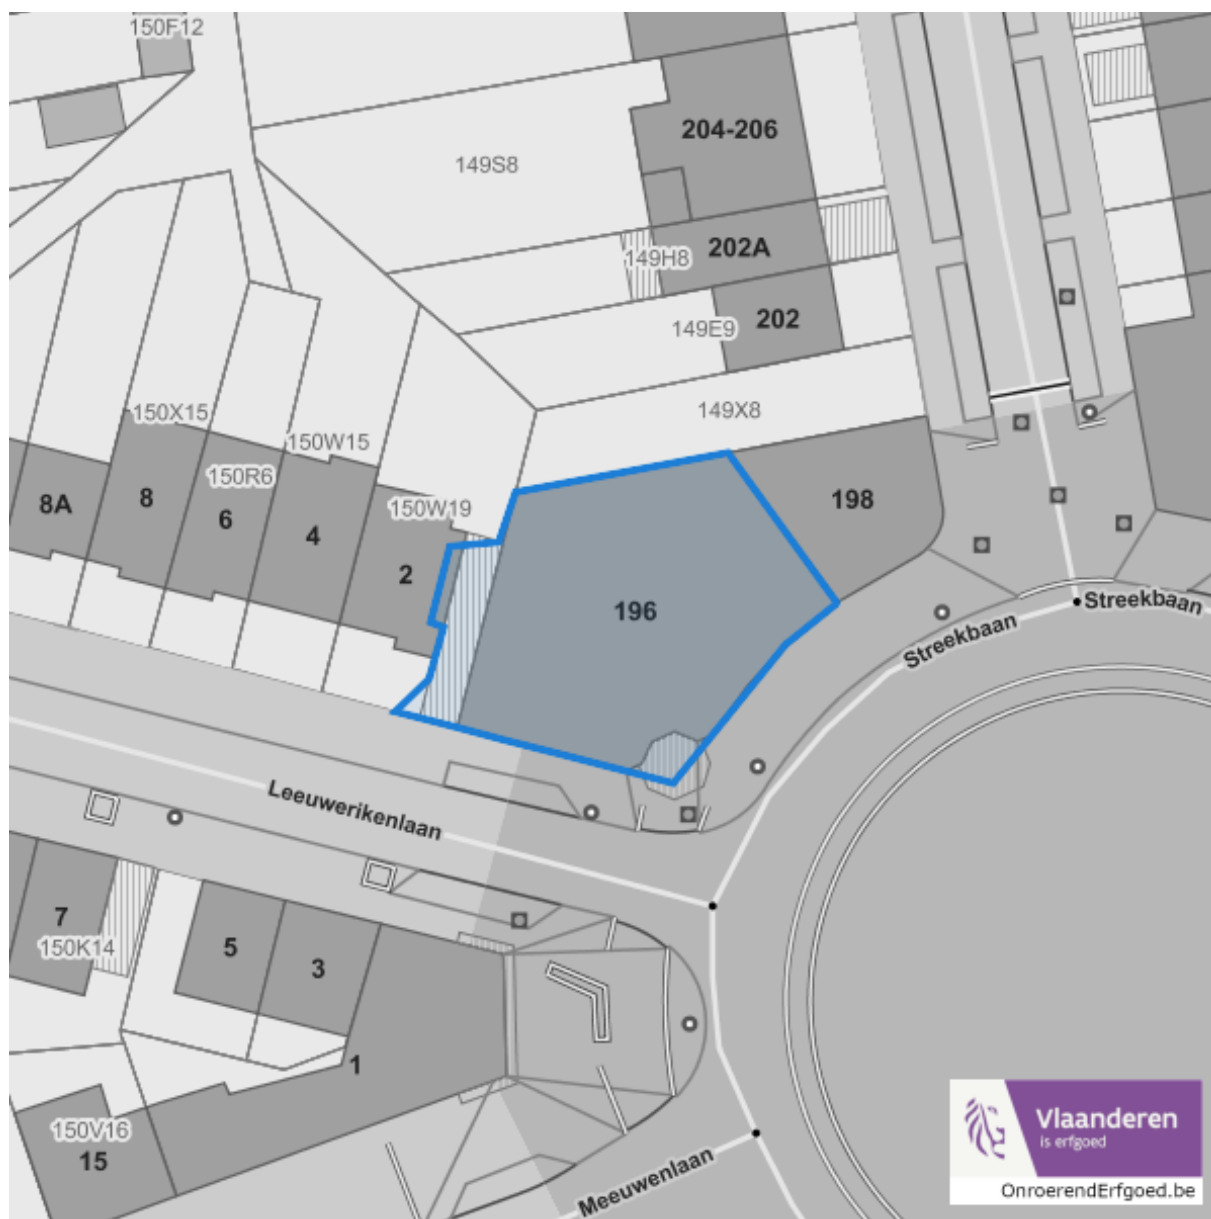 150F12
204-206
149S8
202A
149H8
202
149E9
149X8
150X15
150W15
150R6
150W19
198
8A
8
6
4
2
196
Streekbaan
Streekbaan
Leeuwerikenlaan
7
150K14
5
3
1
150V16
15
Meeuwenlaan
Vlaanderen
is erfgoed
OnroerendErfgoed.be